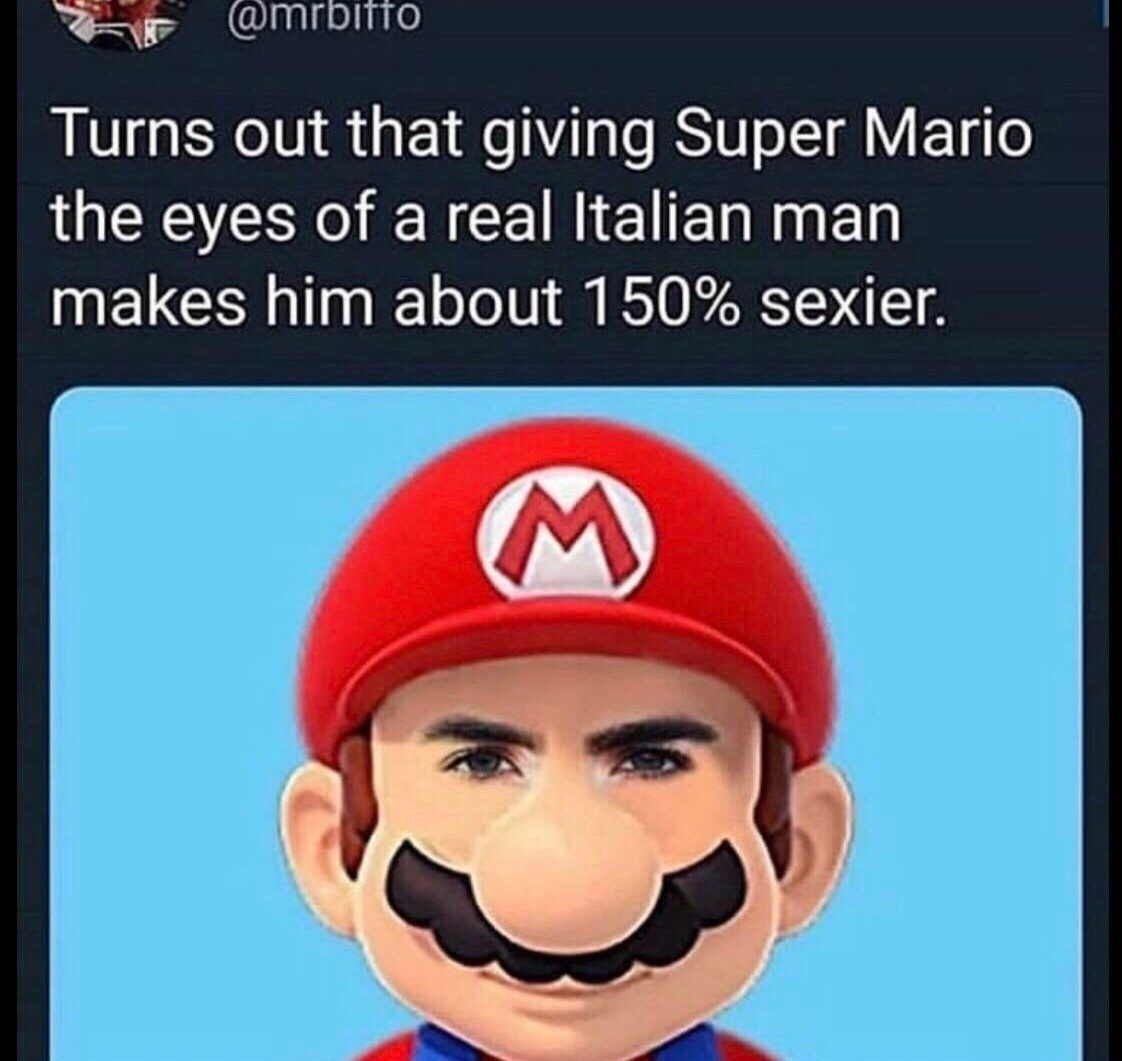 @mrbiffo
Turns out that giving Super Mario
the eyes of a real Italian man
makes him about 150% sexier.
M